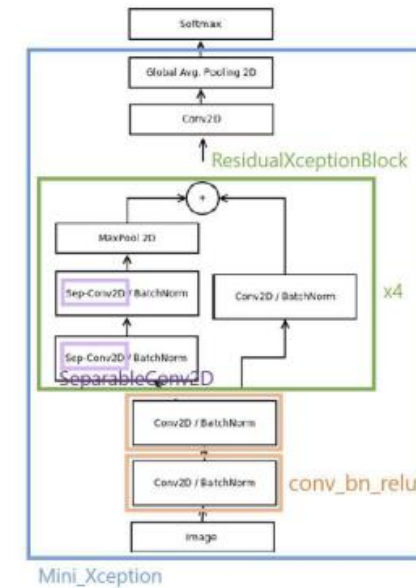 Softmax
Global Avg. Pooling 2D
Conv2D
ResidualXceptionBlock
+
MaxPool 2D
Sep-Conv2D / BatchNorm
Conv2D / BatchNorm
x4
Sep-Conv2D / BatchNorm
SeparableConv2D
Conv2D / BatchNorm
Conv2D / BatchNorm
conv_bn_relu
Image
Mini_Xception